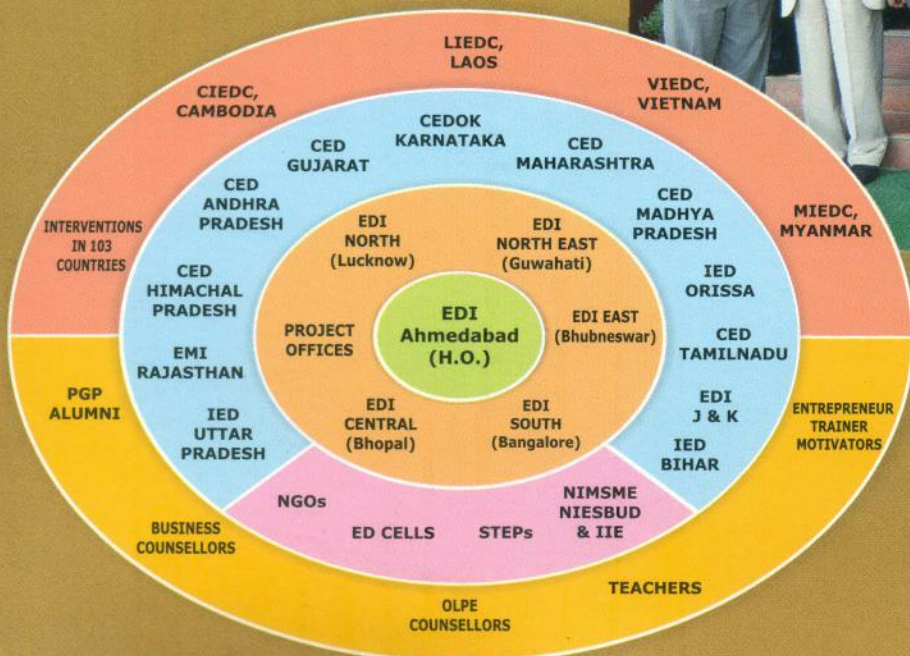 LIEDC,
LAOS
CIEDC,
CAMBODIA
VIEDC,
VIETNAM
INTERVENTIONS
IN 103
COUNTRIES
MIEDC,
MYANMAR
CEDOK
KARNATAKA
CED
GUJARAT
CED
MAHARASHTRA
CED
ANDHRA
PRADESH
CED
MADHYA
PRADESH
CED
HIMACHAL
PRADESH
IED
ORISSA
EMI
RAJASTHAN
CED
TAMILNADU
IED
UTTAR
PRADESH
EDI
J & K
IED
BIHAR
EDI
NORTH
(Lucknow)
EDI
NORTH EAST
(Guwahati)
PROJECT
OFFICES
EDI
Ahmedabad
(H.O.)
EDI EAST
(Bhubneswar)
EDI
CENTRAL
(Bhopal)
EDI
SOUTH
(Bangalore)
NGOs
ED CELLS
STEPs
NIMSME
NIESBUD
& IIE
PGP
ALUMNI
ENTREPRENEUR
TRAINER
MOTIVATORS
BUSINESS
COUNSELLORS
TEACHERS
OLPE
COUNSELLORS